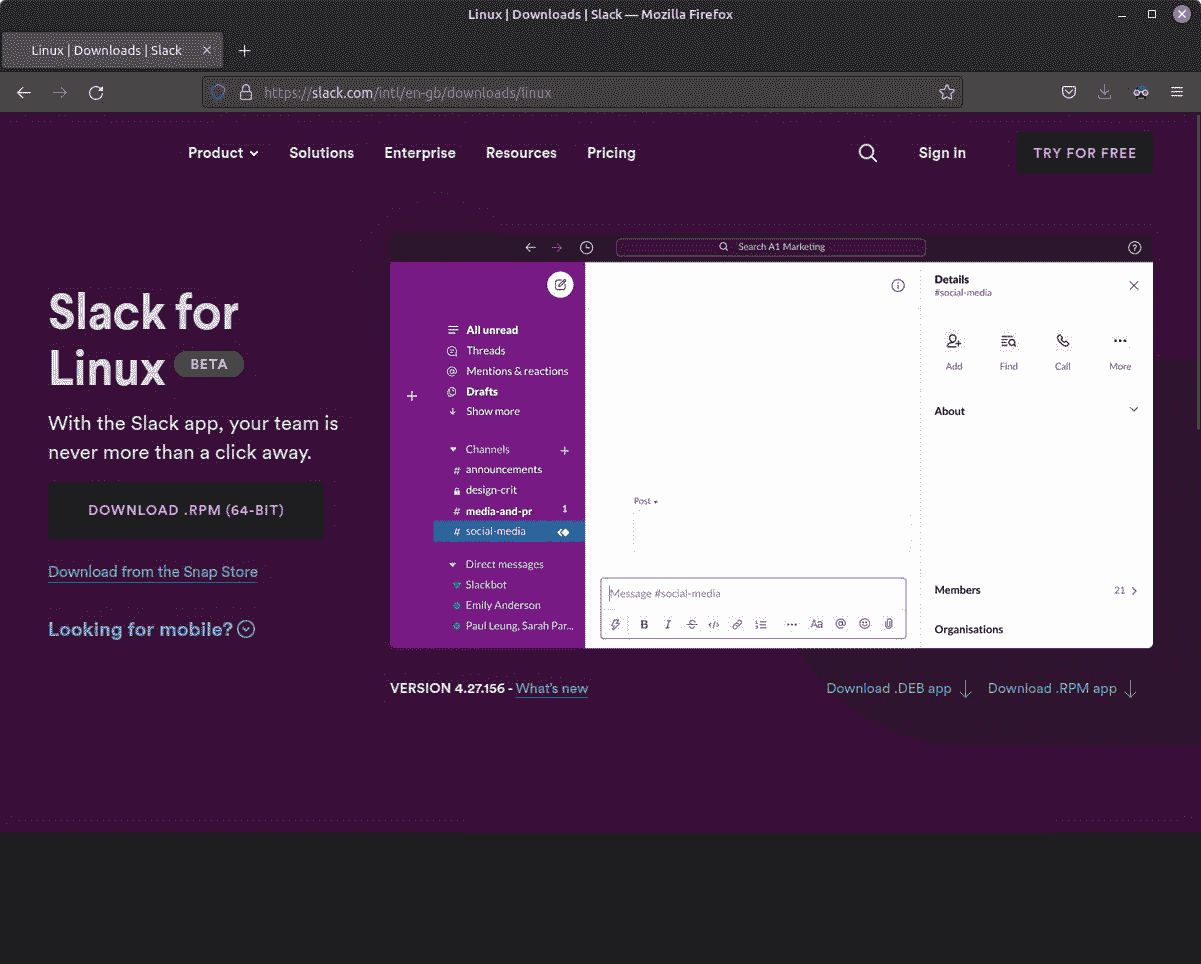 Linux | Downloads | Slack — Mozilla Firefox
Linux | Downloads | Slack
https://slack.com/intl/en-gb/downloads/linux
Product Solutions Enterprise Resources Pricing Sign in TRY FOR FREE
Search A1 Marketing
Slack for
Linux BETA
With the Slack app, your team is
never more than a click away.
DOWNLOAD .RPM (64-BIT)
Download from the Snap Store
Looking for mobile?
All unread
Threads
Mentions & reactions
Drafts
Show more
Channels
# announcements
design-crit
# media-and-pr 1
# social-media
Direct messages
Slackbot
Emily Anderson
Paul Leung, Sarah Par...
Post
Message #social-media
B I Aa @
Details
#social-media
Add Find Call More
About
Members 21
Organisations
VERSION 4.27.156 - What's new
Download .DEB app Download .RPM app